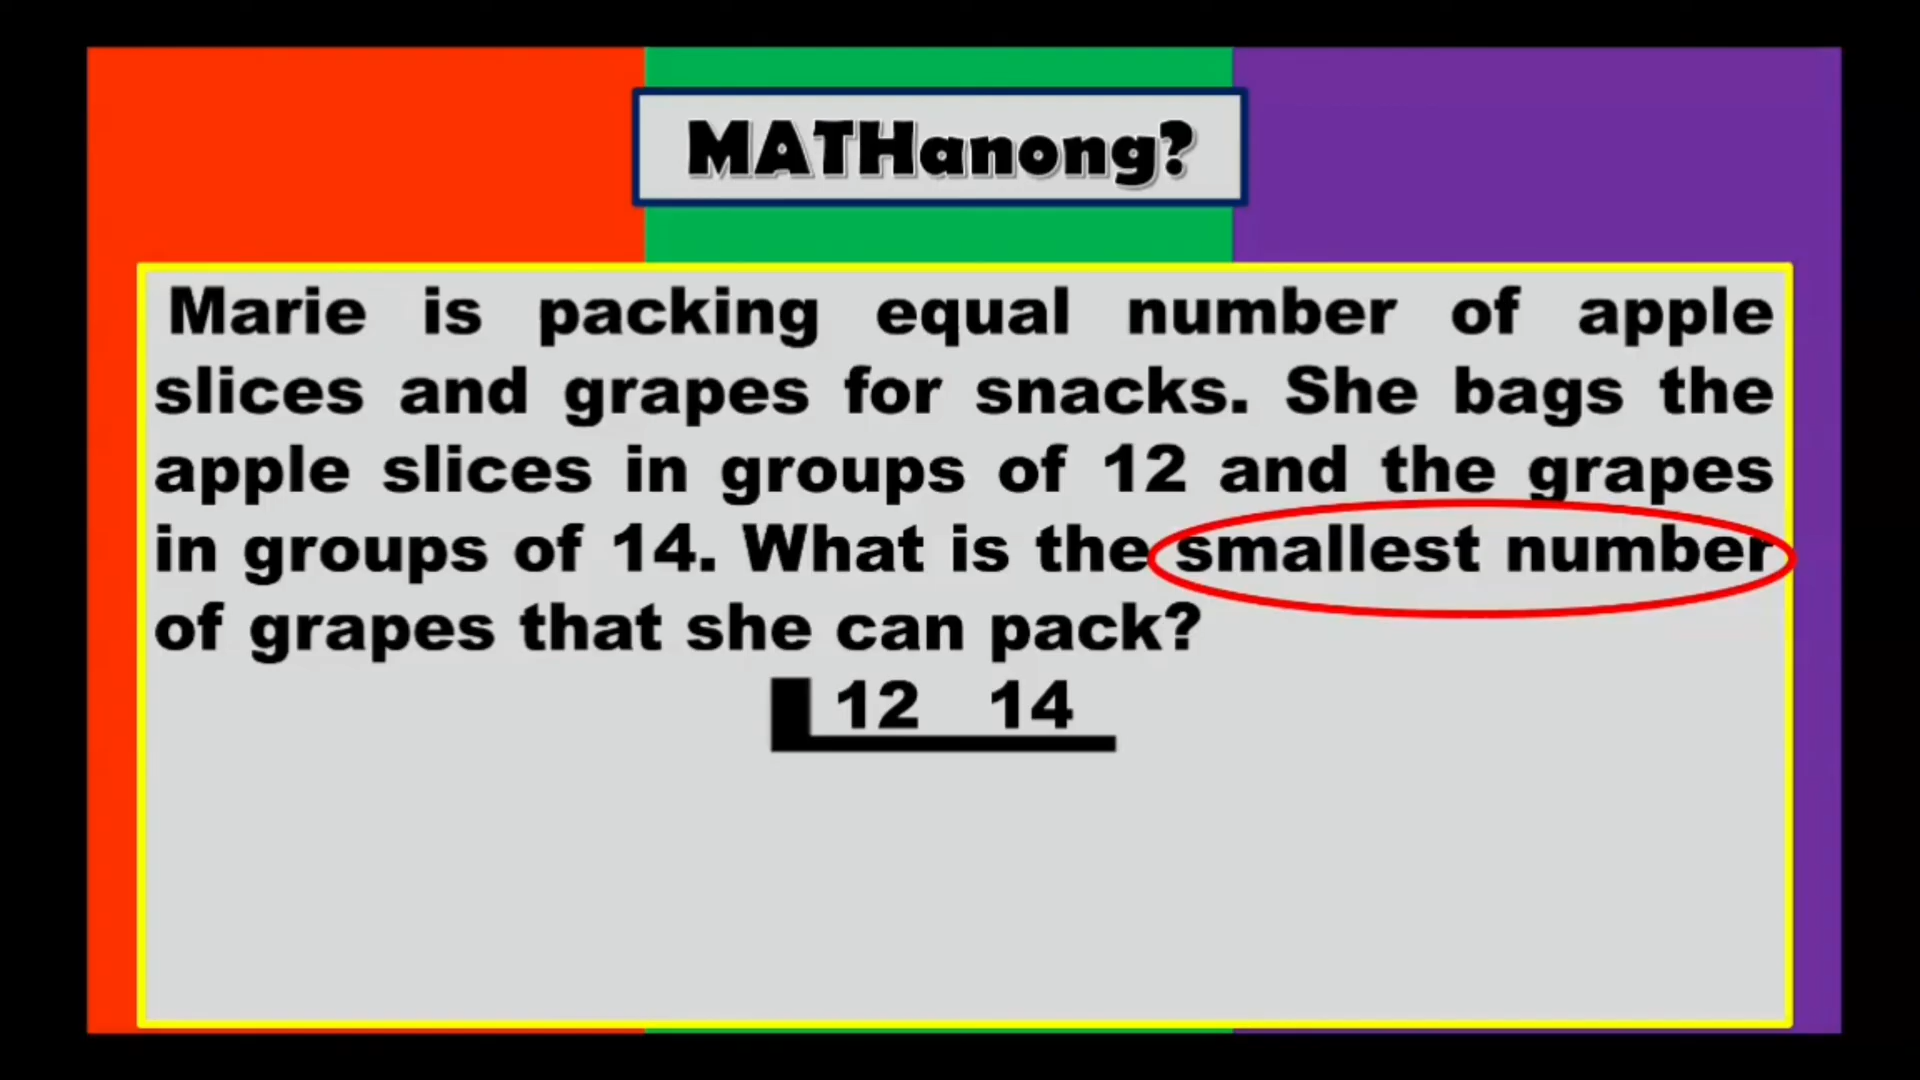 MATHanong?
Marie is packing equal number of apple
slices and grapes for snacks. She bags the
apple slices in groups of 12 and the grapes
in groups of 14. What is the smallest number
of grapes that she can pack?
12 14